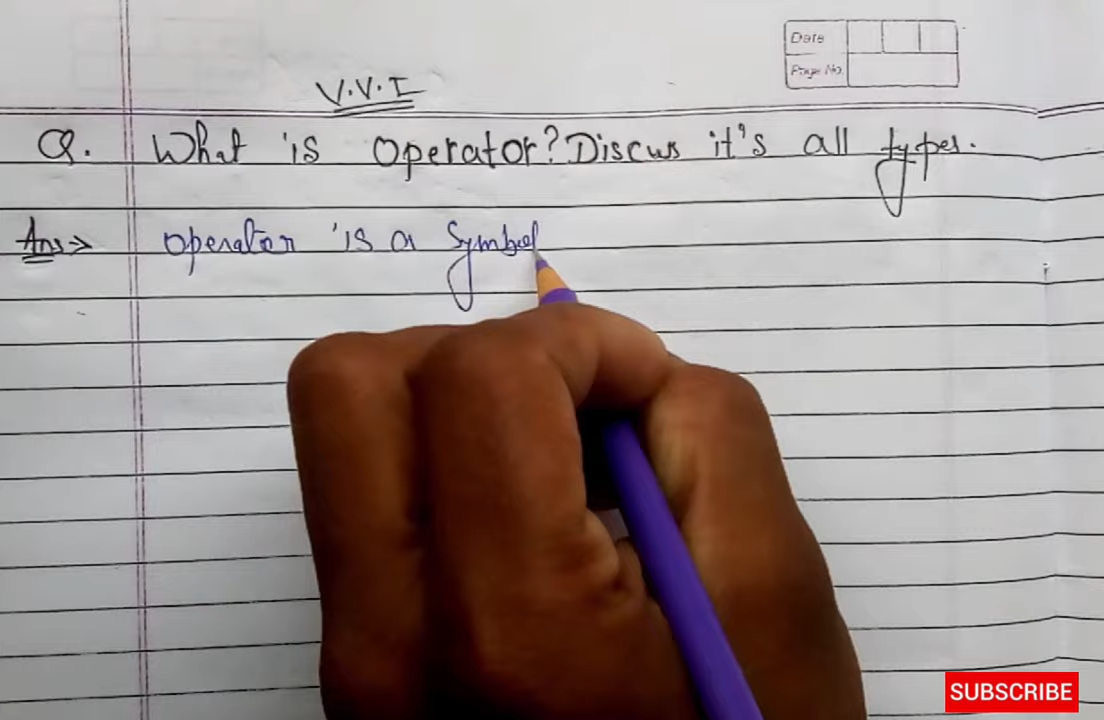 Date
Page No.
V.V.I
Q. What is Operator? Discuss it's all types.
Ans⇒ Operator is a Symbol
SUBSCRIBE